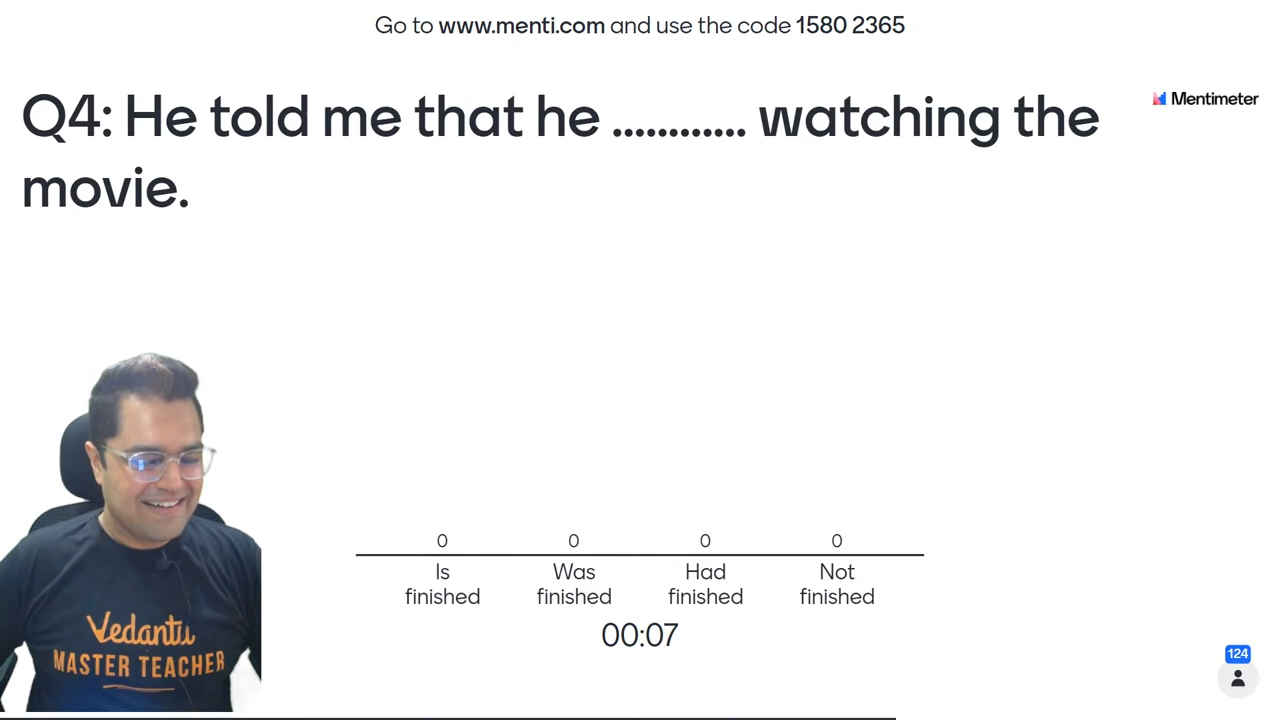 Go to www.menti.com and use the code 1580 2365
Mentimeter
Q4: He told me that he ............ watching the
movie.
0 0 0 0
Is Was Had Not
finished finished finished finished
00:07
Vedantu
MASTER TEACHER
124